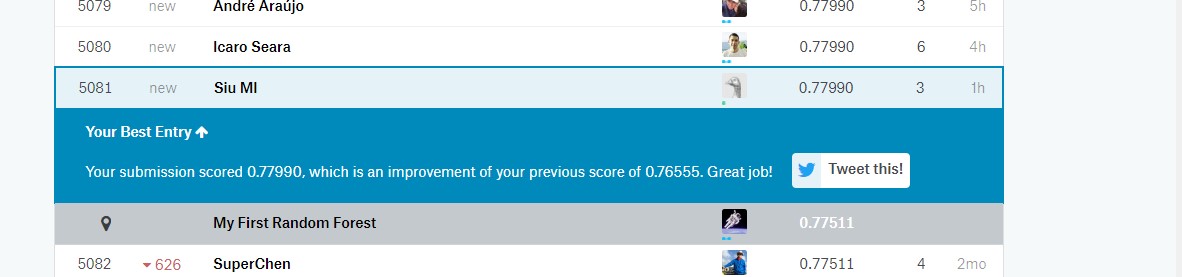 5079 new André Araújo 0.77990 3 5h
5080 new Icaro Seara 0.77990 6 4h
5081 new Siu MI 0.77990 3 1h
Your Best Entry
Your submission scored 0.77990, which is an improvement of your previous score of 0.76555. Great job! Tweet this!
My First Random Forest 0.77511
5082 626 SuperChen 0.77511 4 2mo